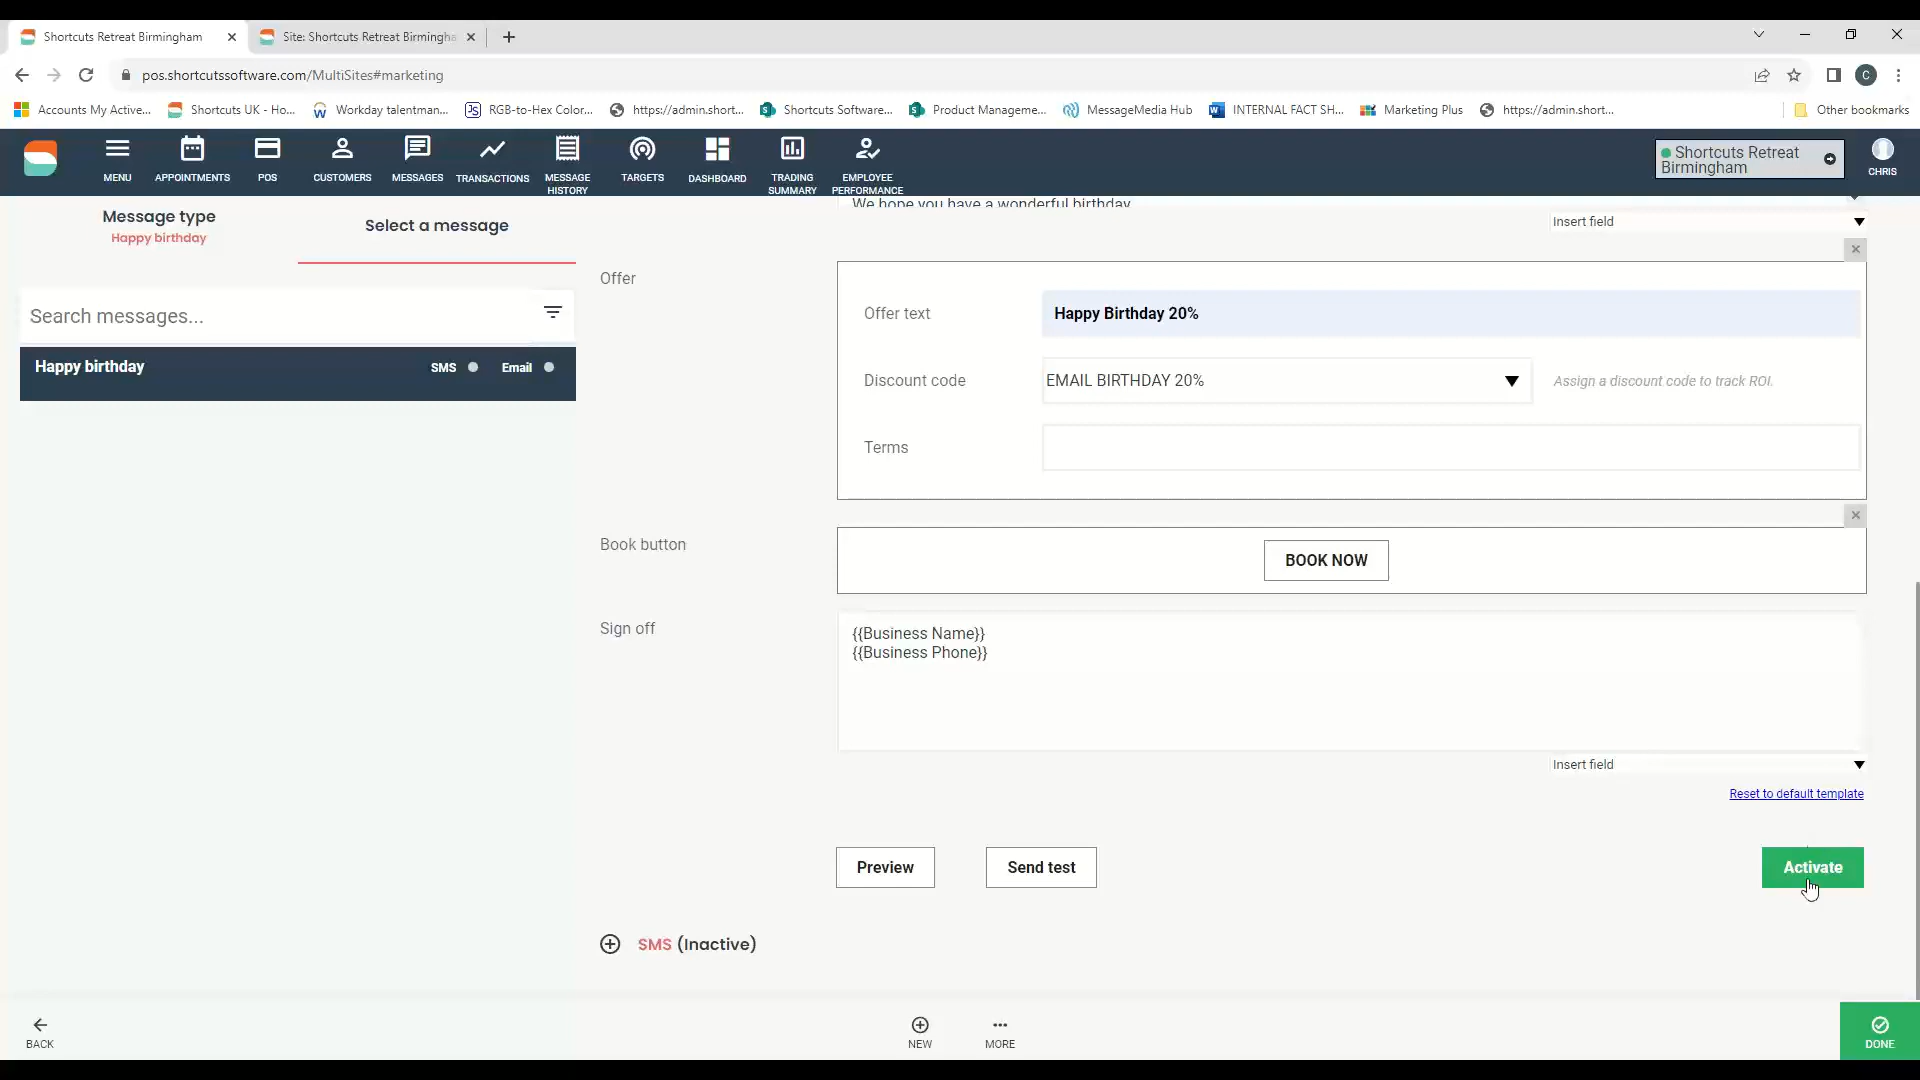 Shortcuts Retreat Birmingham
Site: Shortcuts Retreat Birmingha
pos.shortcutssoftware.com/MultiSites#marketing
C
Accounts My Active...
Shortcuts UK - Ho...
Workday talentman...
RGB-to-Hex Color...
https://admin.short...
Shortcuts Software...
Product Manageme...
MessageMedia Hub
INTERNAL FACT SH...
Marketing Plus
https://admin.short...
Other bookmarks
MENU
APPOINTMENTS
POS
CUSTOMERS
MESSAGES
TRANSACTIONS
MESSAGE
HISTORY
TARGETS
DASHBOARD
TRADING
SUMMARY
EMPLOYEE
PERFORMANCE
Shortcuts Retreat
Birmingham
CHRIS
Message type
Happy birthday
Select a message
We hope you have a wonderful birthday
Insert field
Search messages...
Happy birthday
SMS
Email
Offer
Offer text
Happy Birthday 20%
Discount code
EMAIL BIRTHDAY 20%
Assign a discount code to track ROI.
Terms
Book button
BOOK NOW
Sign off
{{Business Name}}
{{Business Phone}}
Insert field
Reset to default template
Preview
Send test
Activate
SMS (Inactive)
BACK
NEW
MORE
DONE